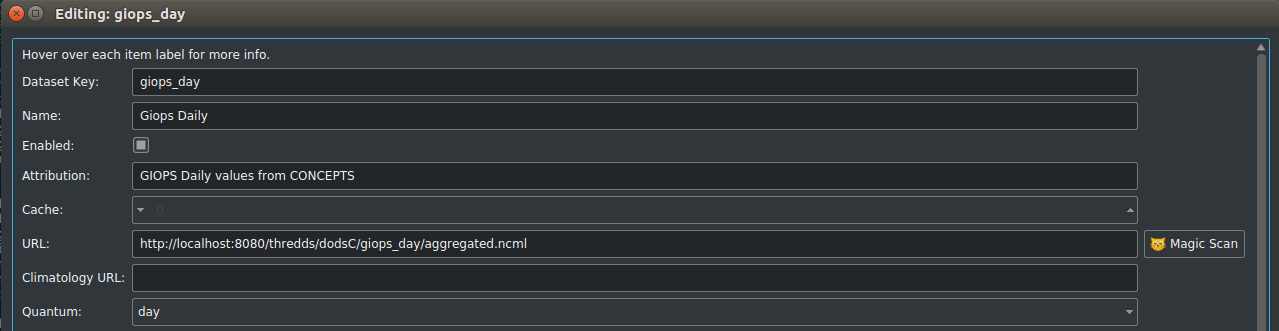 Editing: giops_day
Hover over each item label for more info.
Dataset Key: giops_day
Name: Giops Daily
Enabled:
Attribution: GIOPS Daily values from CONCEPTS
Cache:
URL: http://localhost:8080/thredds/dodsC/giops_day/aggregated.ncml Magic Scan
Climatology URL:
Quantum: day